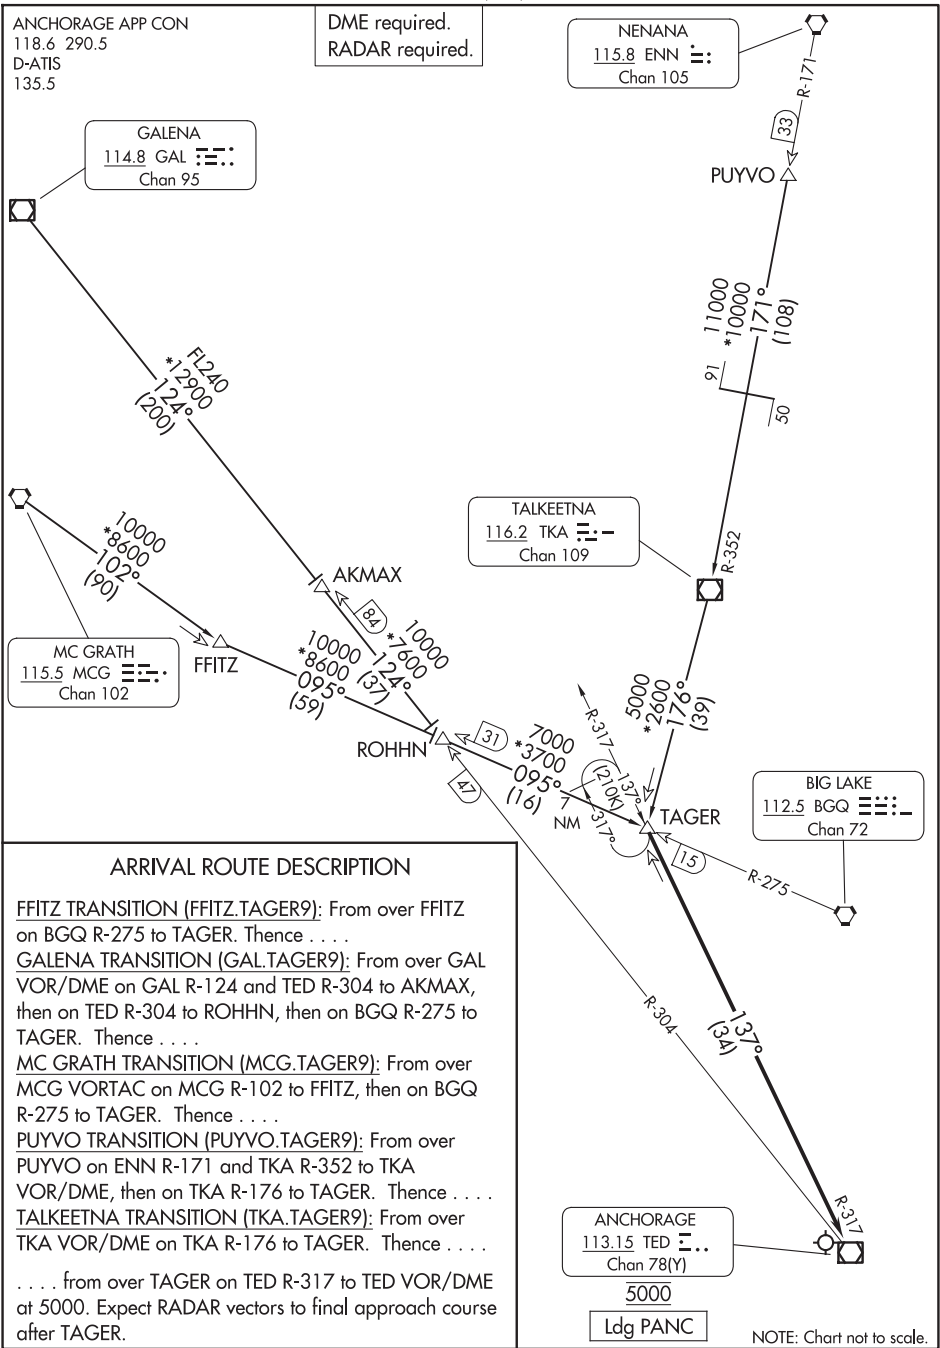 ANCHORAGE APP CON
118.6 290.5
D-ATIS
135.5
DME required.
RADAR required.
NENANA
115.8 ENN
Chan 105
R-171
33
PUYVO
GALENA
114.8 GAL
Chan 95
11000
*10000
171°
(108)
91
50
FL240
*12900
124°
(200)
TALKEETNA
116.2 TKA
Chan 109
R-352
10000
*8600
102°
(90)
AKMAX
84
10000
*7600
124°
(37)
MC GRATH
115.5 MCG
Chan 102
FFITZ
10000
*8600
095°
(59)
ROHHN
31
47
7000
*3700
095°
(16)
7
NM
R-317
137°
(210K)
317°
5000
*2600
176°
(39)
TAGER
15
R-275
BIG LAKE
112.5 BGQ
Chan 72
R-304
137°
(34)
R-317
ARRIVAL ROUTE DESCRIPTION
FFITZ TRANSITION (FFITZ.TAGER9): From over FFITZ
on BGQ R-275 to TAGER. Thence . . . .
GALENA TRANSITION (GAL.TAGER9): From over GAL
VOR/DME on GAL R-124 and TED R-304 to AKMAX,
then on TED R-304 to ROHHN, then on BGQ R-275 to
TAGER. Thence . . . .
MC GRATH TRANSITION (MCG.TAGER9): From over
MCG VORTAC on MCG R-102 to FFITZ, then on BGQ
R-275 to TAGER. Thence . . . .
PUYVO TRANSITION (PUYVO.TAGER9): From over
PUYVO on ENN R-171 and TKA R-352 to TKA
VOR/DME, then on TKA R-176 to TAGER. Thence . . . .
TALKEETNA TRANSITION (TKA.TAGER9): From over
TKA VOR/DME on TKA R-176 to TAGER. Thence . . . .
. . . . from over TAGER on TED R-317 to TED VOR/DME
at 5000. Expect RADAR vectors to final approach course
after TAGER.
ANCHORAGE
113.15 TED
Chan 78(Y)
5000
Ldg PANC
NOTE: Chart not to scale.